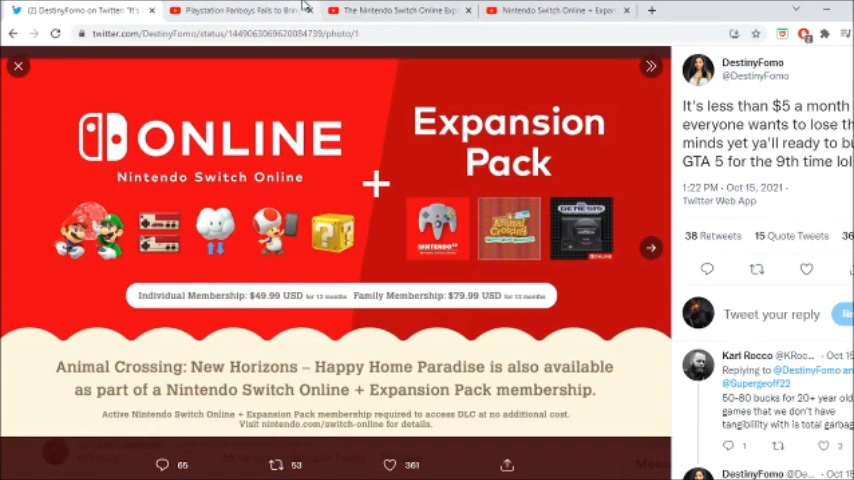 (2) DestinyFomo on Twitter: "It's
Playstation Fanboys Fails to Brin
The Nintendo Switch Online Exp
Nintendo Switch Online + Expan
twitter.com/DestinyFomo/status/1449063069620084739/photo/1
ONLINE
Nintendo Switch Online
+
Expansion
Pack
NINTENDO 64
Animal
Crossing
GENESIS
ONLINE
Individual Membership: $49.99 USD for 12 months Family Membership: $79.99 USD for 12 months
Animal Crossing: New Horizons – Happy Home Paradise is also available
as part of a Nintendo Switch Online + Expansion Pack membership.
Active Nintendo Switch Online + Expansion Pack membership required to access DLC at no additional cost.
Visit nintendo.com/switch-online for details.
65 53 361
DestinyFomo
@DestinyFomo
It's less than $5 a month
everyone wants to lose th
minds yet ya'll ready to bu
GTA 5 for the 9th time lol
1:22 PM · Oct 15, 2021 ·
Twitter Web App
38 Retweets 15 Quote Tweets 36
Tweet your reply Re
Karl Rocco @KRoc... · Oct 15
Replying to @DestinyFomo an
@Supergeoff22
50-80 bucks for 20+ year old
games that we don't have
tangibility with is total garbag
1 2
DestinyFomo @De... · Oct 15